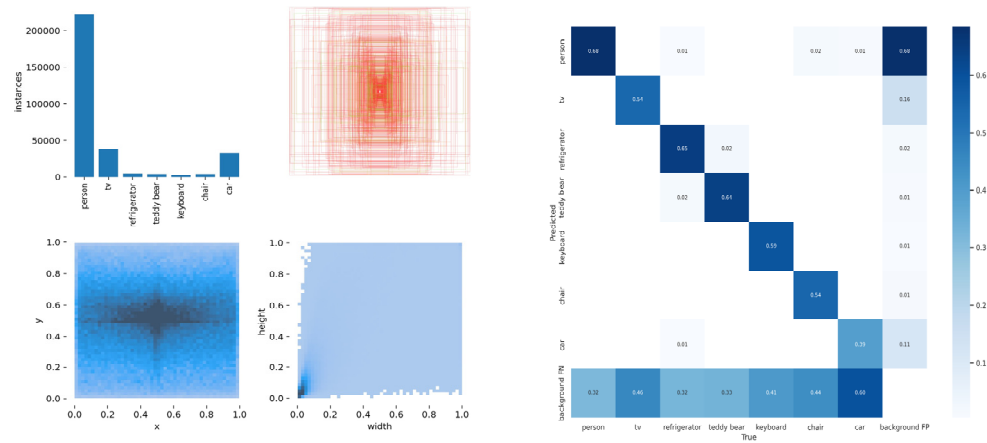 200000
150000
100000
50000
0
instances
person
tv
refrigerator
teddy bear
keyboard
chair
car
1.0
0.8
0.6
0.4
0.2
0.0
y
0.0 0.2 0.4 0.6 0.8 1.0
x
1.0
0.8
0.6
0.4
0.2
0.0
height
0.0 0.2 0.4 0.6 0.8 1.0
width
Predicted
person 0.68 0.01 0.02 0.01 0.68
tv 0.54 0.16
refrigerator 0.65 0.02 0.02
teddy bear 0.02 0.64 0.01
keyboard 0.59 0.01
chair 0.54 0.01
car 0.01 0.39 0.11
background FN 0.32 0.46 0.32 0.33 0.41 0.44 0.60
person tv refrigerator teddy bear keyboard chair car background FP
True
0.6
0.5
0.4
0.3
0.2
0.1